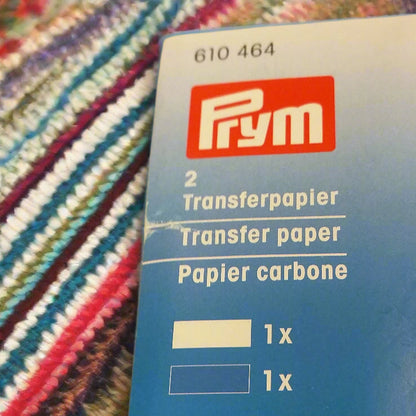 610 464
Prym
2
Transferpapier
Transfer paper
Papier carbone
1x
1x